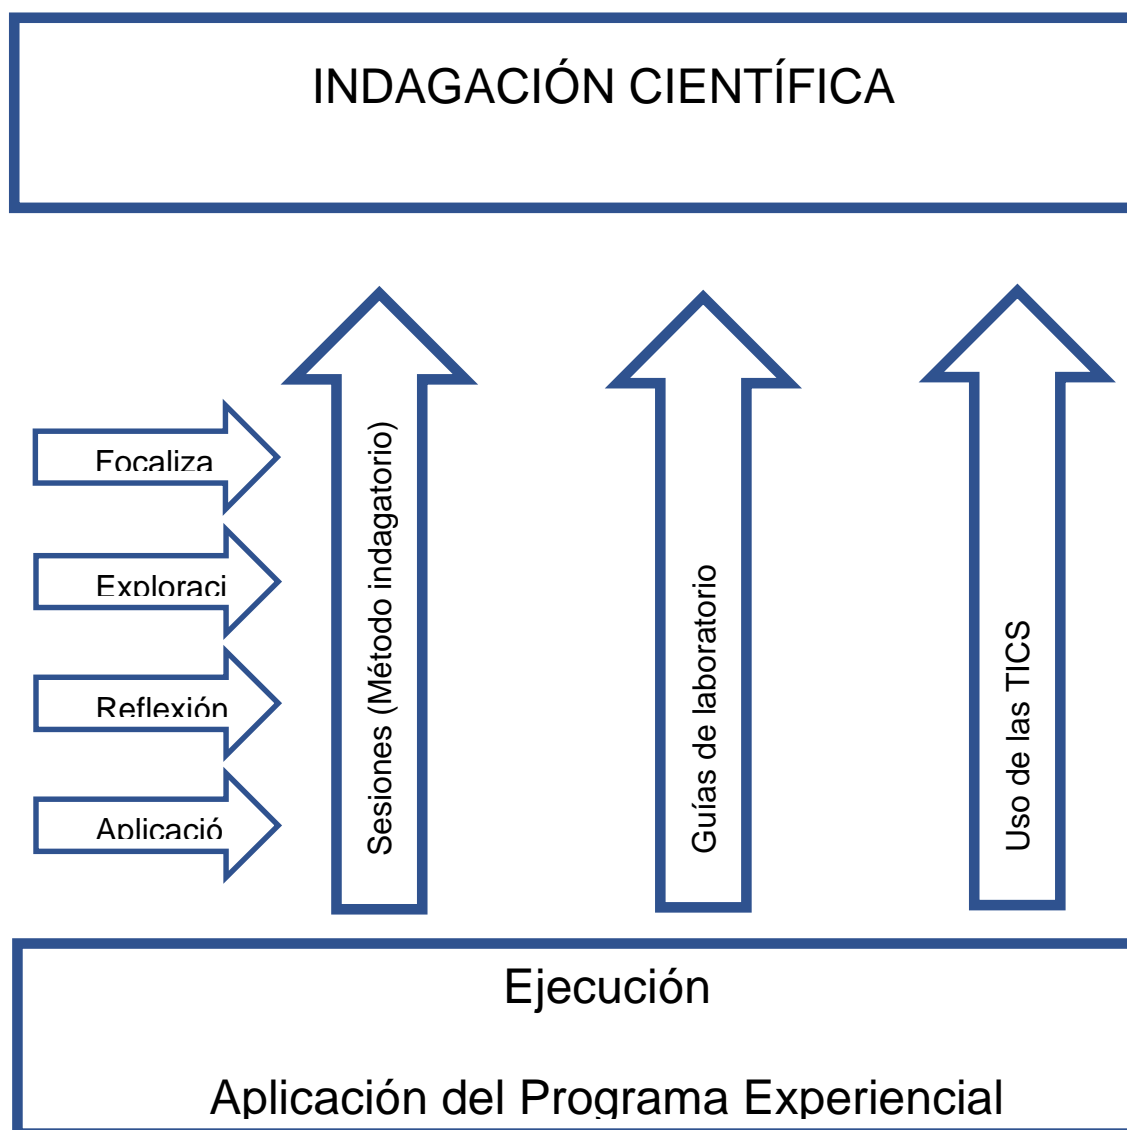 INDAGACIÓN CIENTÍFICA
Focaliza
Exploraci
Reflexión
Aplicació
Sesiones (Método indagatorio)
Guías de laboratorio
Uso de las TICS
Ejecución
Aplicación del Programa Experiencial